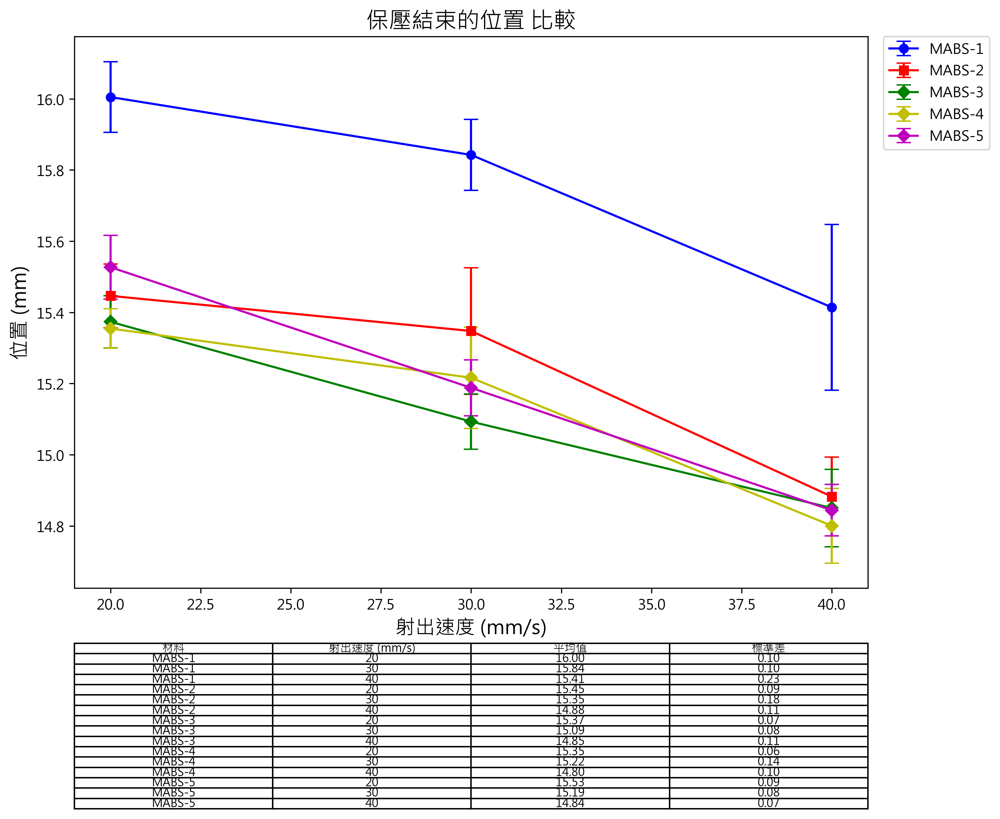 保壓結束的位置 比較
MABS-1
MABS-2
MABS-3
MABS-4
MABS-5
位置 (mm)
16.0
15.8
15.6
15.4
15.2
15.0
14.8
20.0 22.5 25.0 27.5 30.0 32.5 35.0 37.5 40.0
射出速度 (mm/s)
材料 射出速度 (mm/s) 平均值 標準差
MABS-1 20 16.00 0.10
MABS-1 30 15.84 0.10
MABS-1 40 15.41 0.23
MABS-2 20 15.45 0.09
MABS-2 30 15.35 0.18
MABS-2 40 14.88 0.11
MABS-3 20 15.37 0.07
MABS-3 30 15.09 0.08
MABS-3 40 14.85 0.11
MABS-4 20 15.35 0.06
MABS-4 30 15.22 0.14
MABS-4 40 14.80 0.10
MABS-5 20 15.53 0.09
MABS-5 30 15.19 0.08
MABS-5 40 14.84 0.07